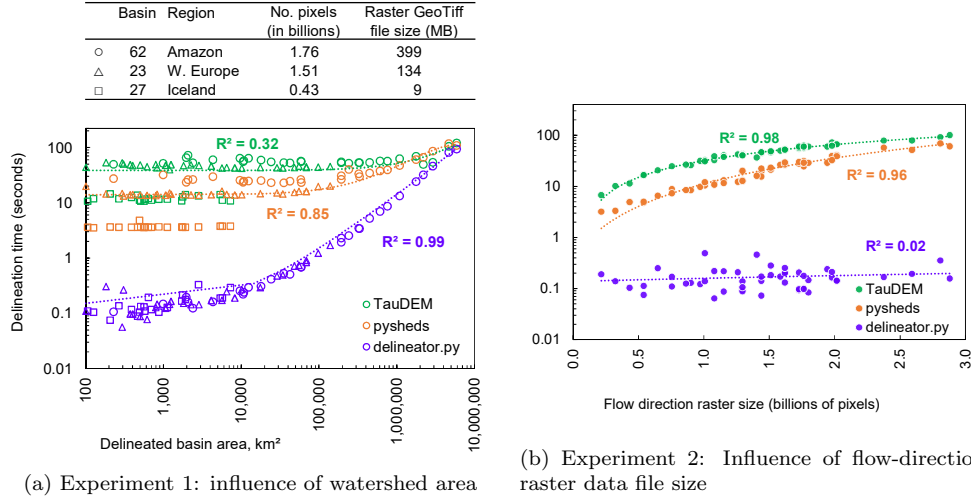 Basin Region No. pixels (in billions) Raster GeoTiff file size (MB)
62 Amazon 1.76 399
23 W. Europe 1.51 134
27 Iceland 0.43 9
Delineation time (seconds)
100
10
1
0.1
0.01
R² = 0.32
R² = 0.85
R² = 0.99
TauDEM
pysheds
delineator.py
100 1,000 10,000 100,000 1,000,000 10,000,000
Delineated basin area, km²
(a) Experiment 1: influence of watershed area
100
10
1
0.1
0.01
R² = 0.98
R² = 0.96
R² = 0.02
TauDEM
pysheds
delineator.py
0.0 0.5 1.0 1.5 2.0 2.5 3.0
Flow direction raster size (billions of pixels)
(b) Experiment 2: Influence of flow-directio
raster data file size